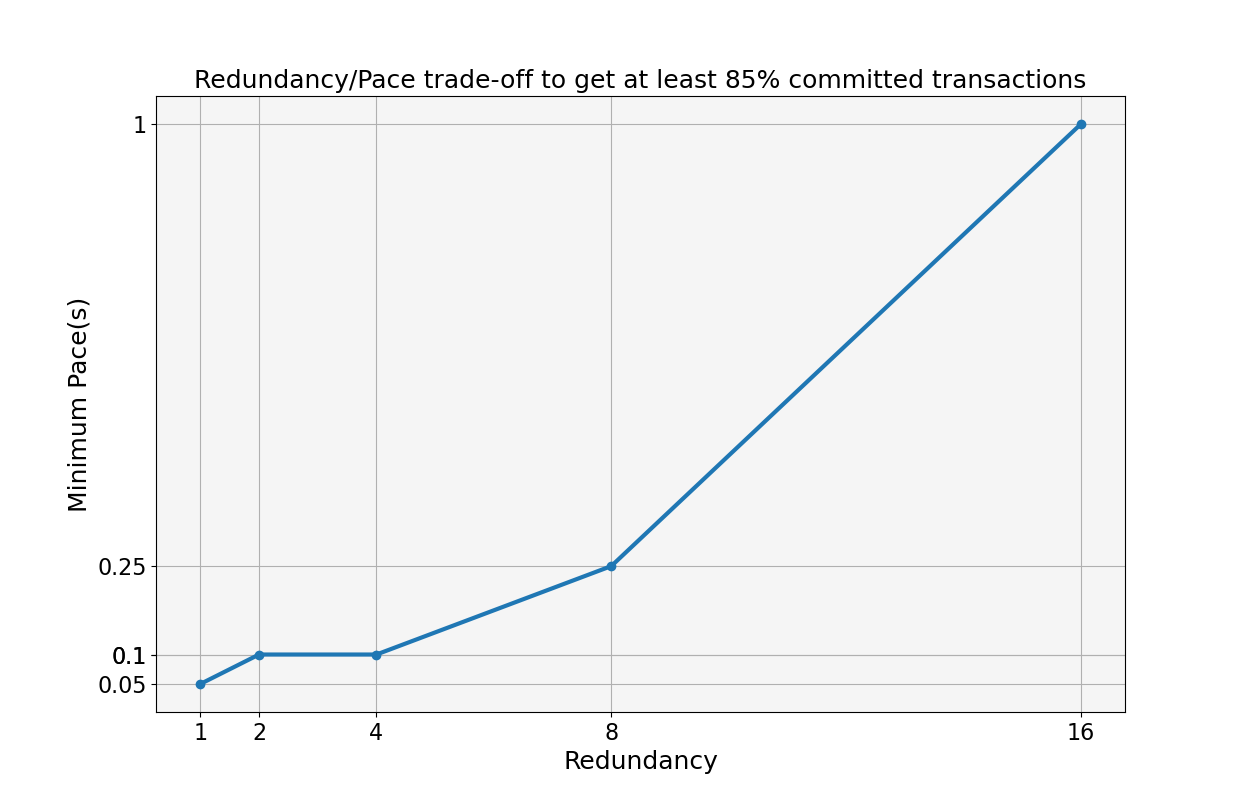 Redundancy/Pace trade-off to get at least 85% committed transactions
Minimum Pace(s)
1
0.25
0.1
0.05
1 2 4 8 16
Redundancy